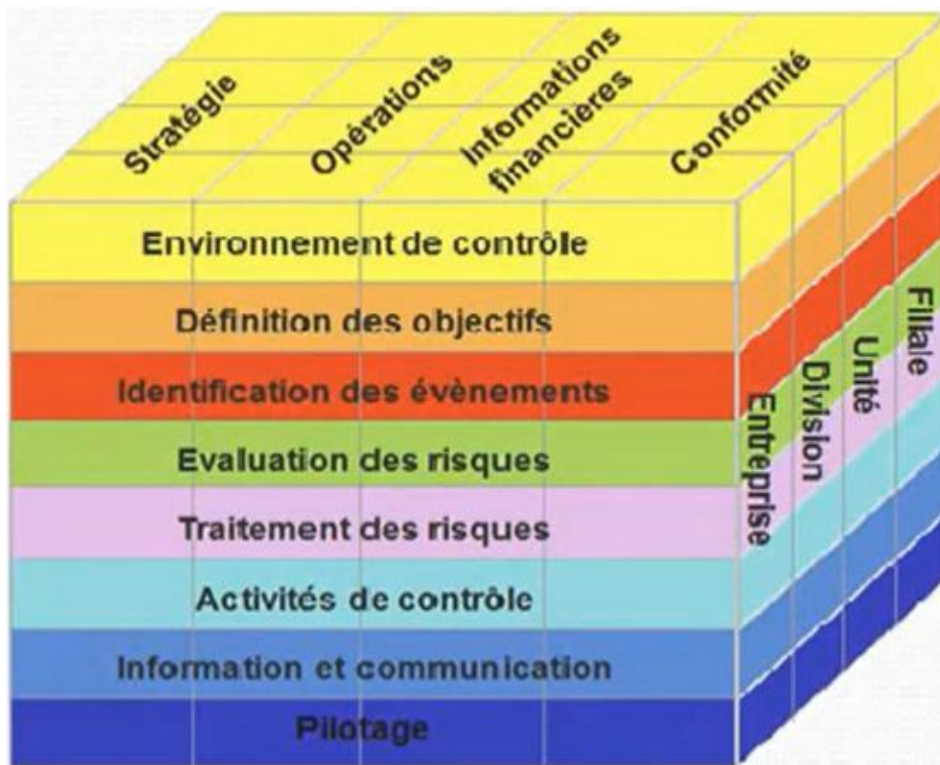 Stratégie
Opérations
Informations
financières
Conformité
Environnement de contrôle
Définition des objectifs
Identification des évènements
Evaluation des risques
Traitement des risques
Activités de contrôle
Information et communication
Pilotage
Entreprise
Division
Unité
Filiale